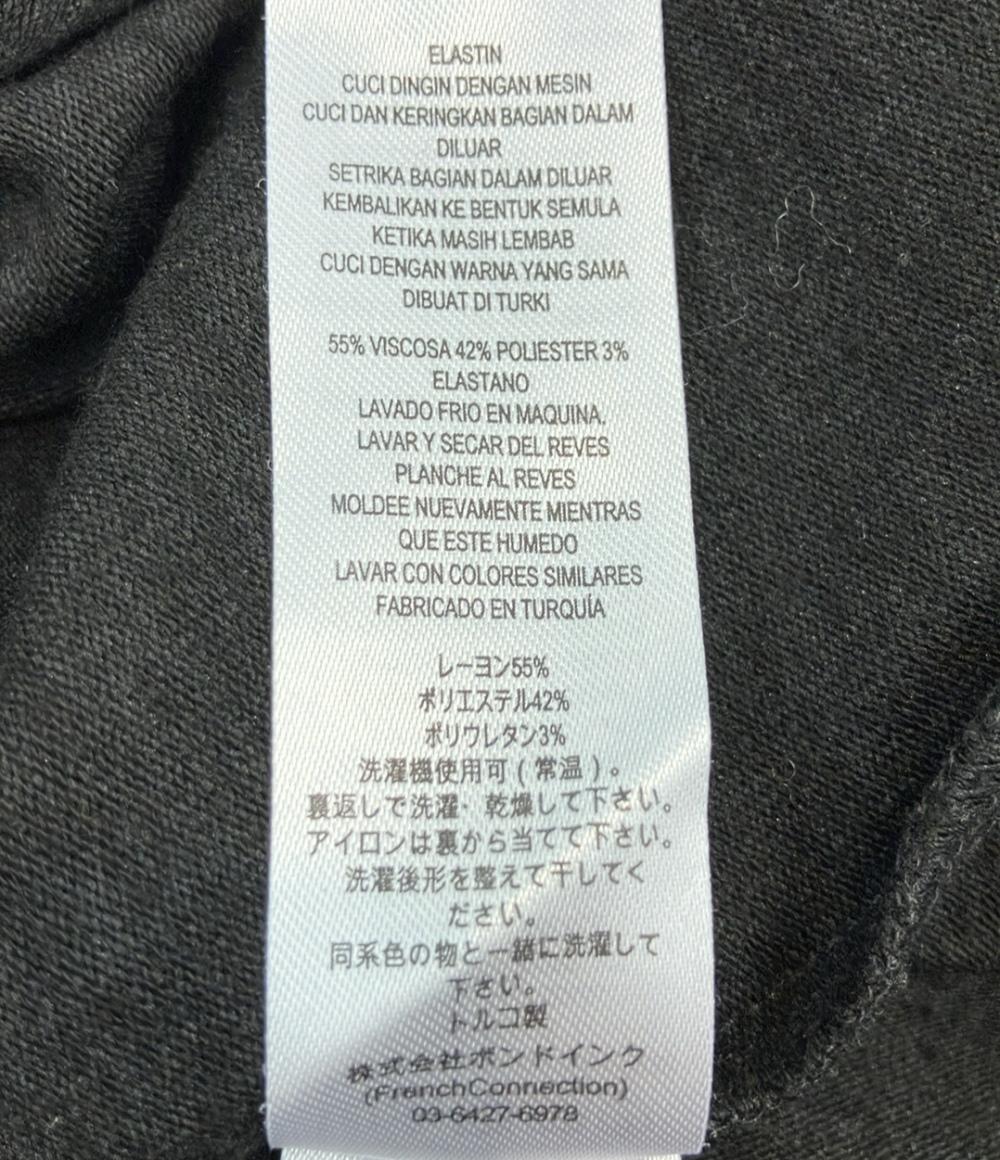 ELASTIN
CUCI DINGIN DENGAN MESIN
CUCI DAN KERINGKAN BAGIAN DALAM
DILUAR
SETRIKA BAGIAN DALAM DILUAR
KEMBALIKAN KE BENTUK SEMULA
KETIKA MASIH LEMBAB
CUCI DENGAN WARNA YANG SAMA
DIBUAT DI TURKI
55% VISCOSA 42% POLIESTER 3%
ELASTANO
LAVADO FRIO EN MAQUINA.
LAVAR Y SECAR DEL REVES
PLANCHE AL REVES
MOLDEE NUEVAMENTE MIENTRAS
QUE ESTE HUMEDO
LAVAR CON COLORES SIMILARES
FABRICADO EN TURQUÍA
レーヨン55%
ポリエステル42%
ポリウレタン3%
洗濯機使用可(常温)。
裏返しで洗濯・乾燥して下さい。
アイロンは裏から当てて下さい。
洗濯後形を整えて干してく
ださい。
同系色の物と一緒に洗濯して
下さい。
トルコ製
株式会社ボンドインク
(FrenchConnection)
03-6427-6978